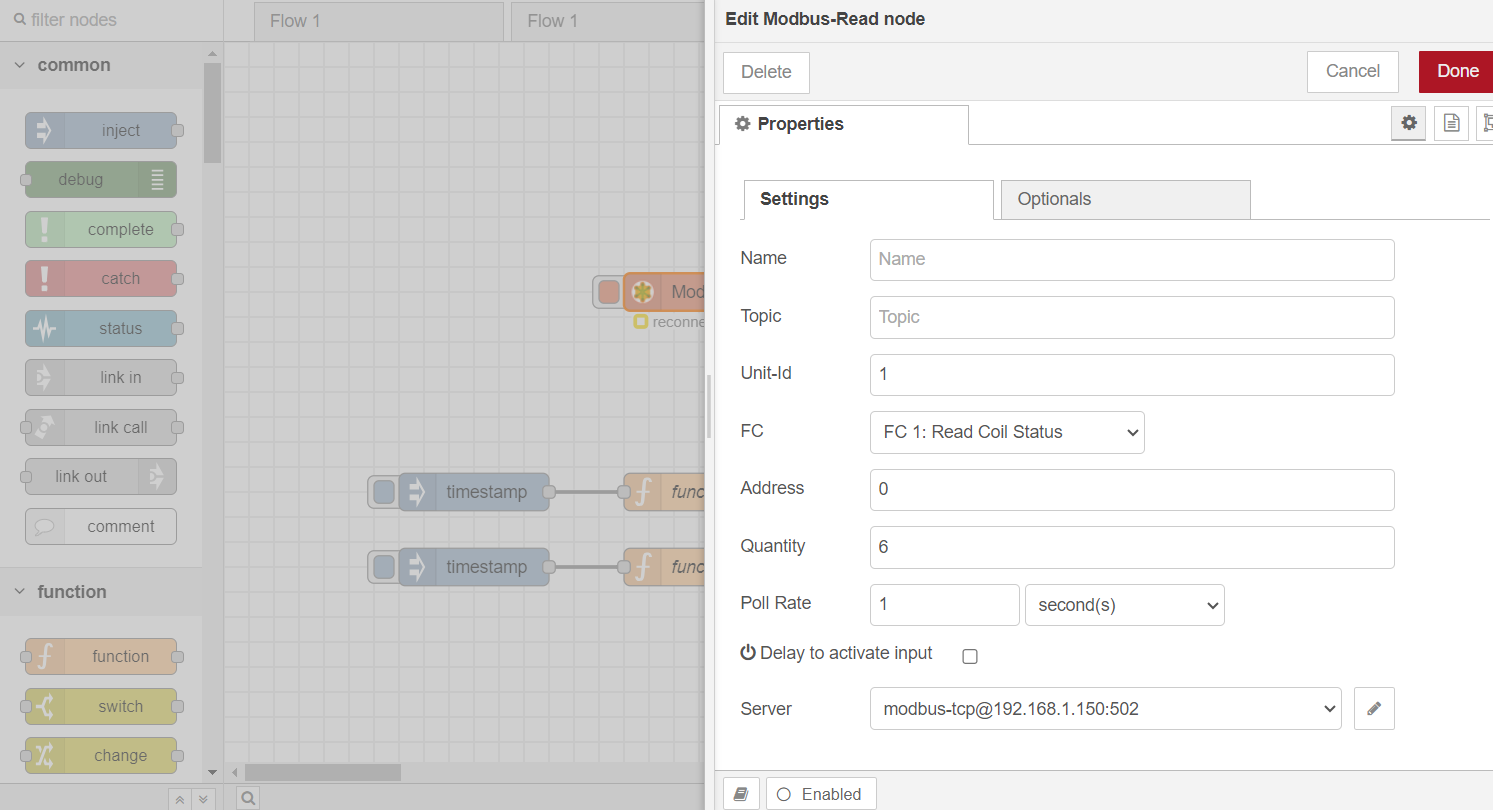 filter nodes
Flow 1
Flow 1
common
inject
debug
complete
catch
status
link in
link call
link out
comment
function
function
switch
change
Mod
reconne
timestamp
func
timestamp
func
Edit Modbus-Read node
Delete
Cancel
Done
Properties
Settings
Optionals
Name
Name
Topic
Topic
Unit-Id
1
FC
FC 1: Read Coil Status
Address
0
Quantity
6
Poll Rate
1
second(s)
Delay to activate input
Server
modbus-tcp@192.168.1.150:502
Enabled